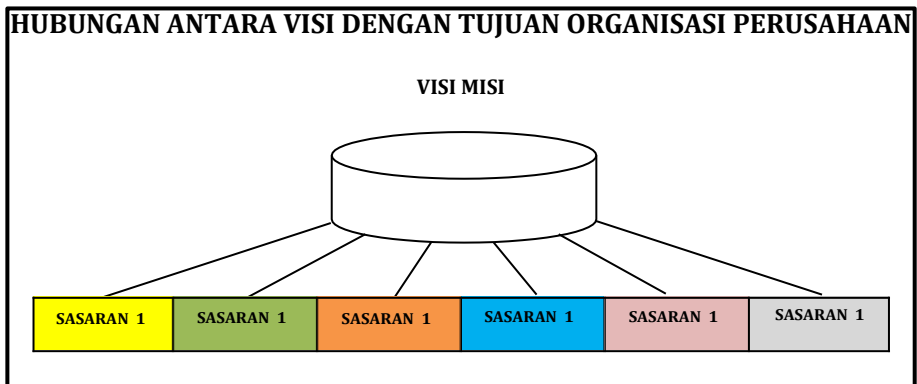 HUBUNGAN ANTARA VISI DENGAN TUJUAN ORGANISASI PERUSAHAAN
VISI MISI
SASARAN 1 SASARAN 1 SASARAN 1 SASARAN 1 SASARAN 1 SASARAN 1